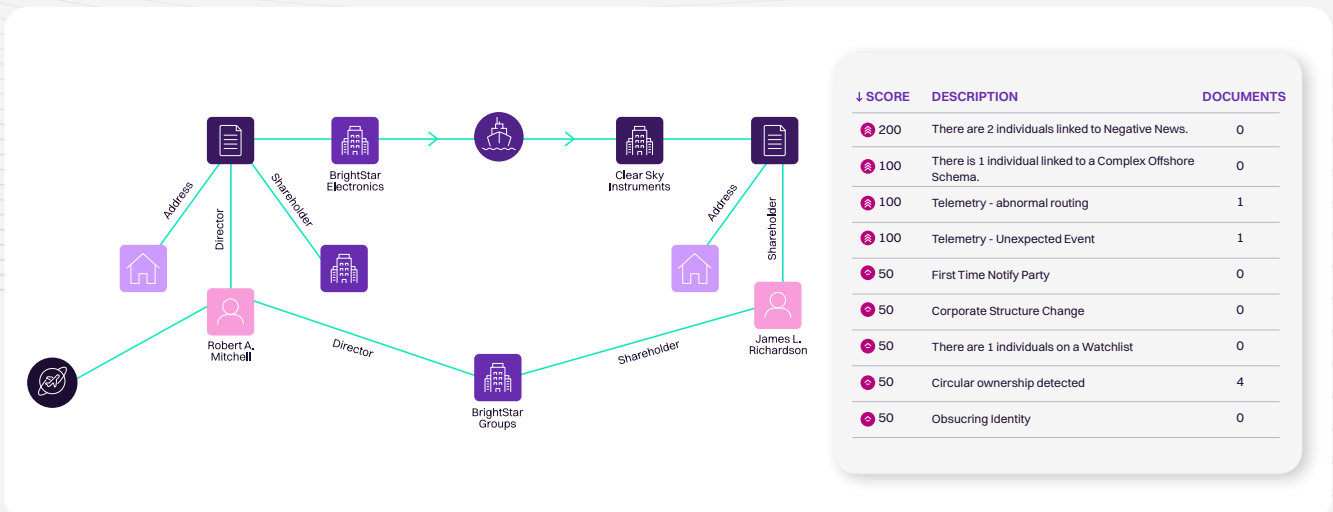 BrightStar
Electronics
Clear Sky
Instruments
Address
Director
Shareholder
Address
Shareholder
Robert A.
Mitchell
Director
BrightStar
Groups
Shareholder
James L.
Richardson
↓ SCORE DESCRIPTION DOCUMENTS
200 There are 2 individuals linked to Negative News. 0
100 There is 1 individual linked to a Complex Offshore
Schema. 0
100 Telemetry - abnormal routing 1
100 Telemetry - Unexpected Event 1
50 First Time Notify Party 0
50 Corporate Structure Change 0
50 There are 1 individuals on a Watchlist 0
50 Circular ownership detected 4
50 Obsucring Identity 0